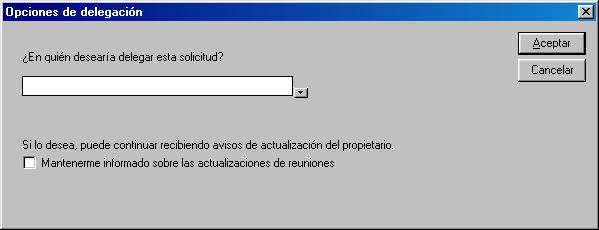 Opciones de delegación
Aceptar
¿En quién desearía delegar esta solicitud?
Cancelar
Si lo desea, puede continuar recibiendo avisos de actualización del propietario.
Mantenerme informado sobre las actualizaciones de reuniones